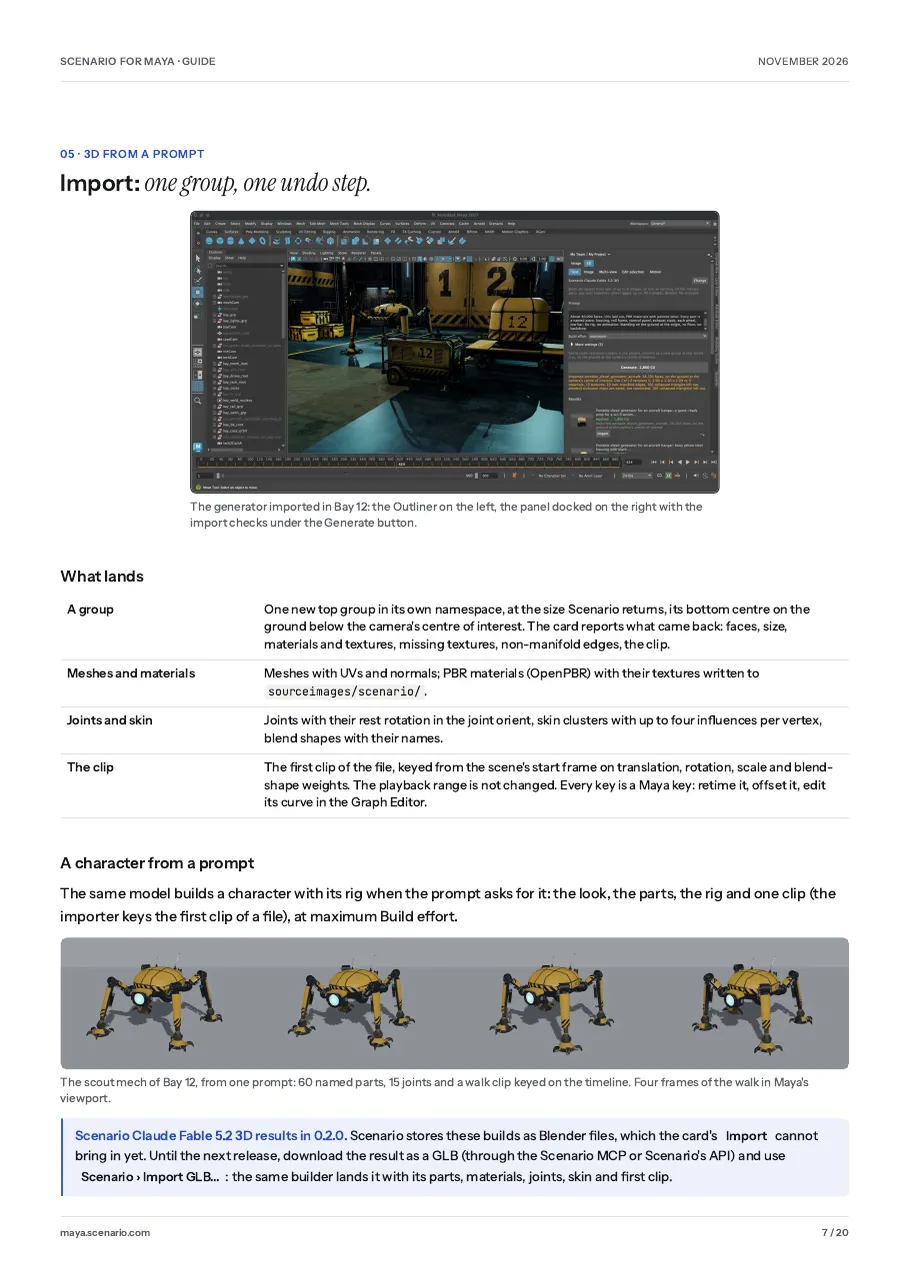 SCENARIO FOR MAYA · GUIDE
NOVEMBER 2026
05 · 3D FROM A PROMPT
Import: one group, one undo step.
The generator imported in Bay 12: the Outliner on the left, the panel docked on the right with the
import checks under the Generate button.
What lands
A group
One new top group in its own namespace, at the size Scenario returns, its bottom centre on the
ground below the camera's centre of interest. The card reports what came back: faces, size,
materials and textures, missing textures, non-manifold edges, the clip.
Meshes and materials
Meshes with UVs and normals; PBR materials (OpenPBR) with their textures written to
sourceimages/scenario/ .
Joints and skin
Joints with their rest rotation in the joint orient, skin clusters with up to four influences per vertex,
blend shapes with their names.
The clip
The first clip of the file, keyed from the scene's start frame on translation, rotation, scale and blend-
shape weights. The playback range is not changed. Every key is a Maya key: retime it, offset it, edit
its curve in the Graph Editor.
A character from a prompt
The same model builds a character with its rig when the prompt asks for it: the look, the parts, the rig and one clip (the
importer keys the first clip of a file), at maximum Build effort.
The scout mech of Bay 12, from one prompt: 60 named parts, 15 joints and a walk clip keyed on the timeline. Four frames of the walk in Maya's
viewport.
Scenario Claude Fable 5.2 3D results in 0.2.0. Scenario stores these builds as Blender files, which the card's Import cannot
bring in yet. Until the next release, download the result as a GLB (through the Scenario MCP or Scenario's API) and use
Scenario › Import GLB... : the same builder lands it with its parts, materials, joints, skin and first clip.
maya.scenario.com
7 / 20